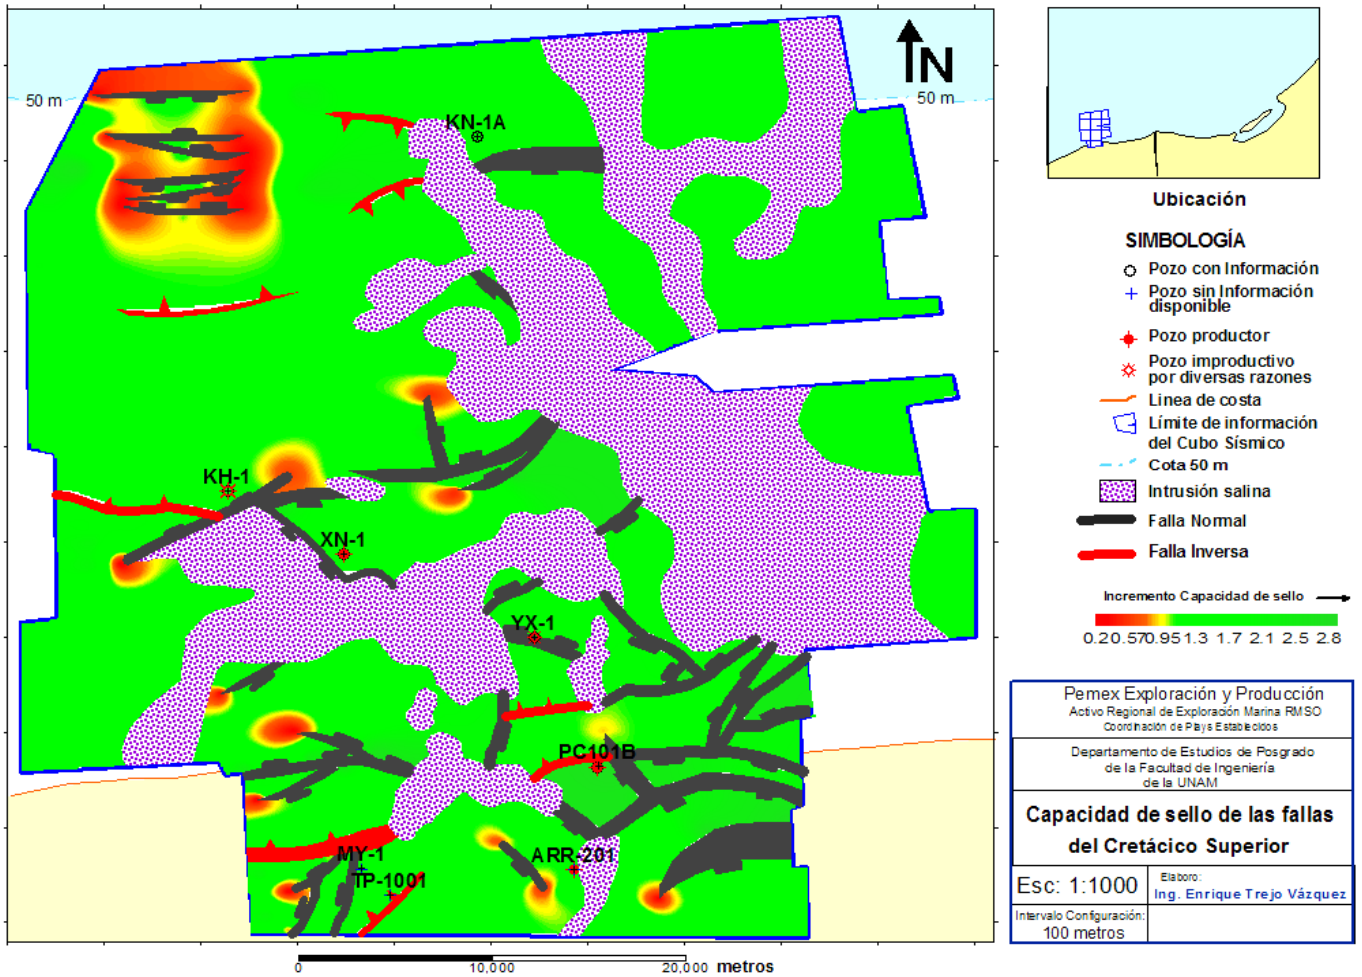 N
50 m
50 m
KN-1A
KH-1
XN-1
YX-1
PC101B
MY-1
TP-1001
ARR-201
0
10,000
20,000 metros
Ubicación
SIMBOLOGÍA
Pozo con Información
Pozo sin Información
disponible
Pozo productor
Pozo improductivo
por diversas razones
Linea de costa
Límite de información
del Cubo Sísmico
Cota 50 m
Intrusión salina
Falla Normal
Falla Inversa
Incremento Capacidad de sello
0.2 0.57 0.95 1.3 1.7 2.1 2.5 2.8
Pemex Exploración y Producción
Activo Regional de Exploración Marina RMSO
Coordinación de Plays Establecidos
Departamento de Estudios de Posgrado
de la Facultad de Ingeniería
de la UNAM
Capacidad de sello de las fallas
del Cretácico Superior
Esc: 1:1000
Elaboro:
Ing. Enrique Trejo Vázquez
Intervalo Configuración:
100 metros